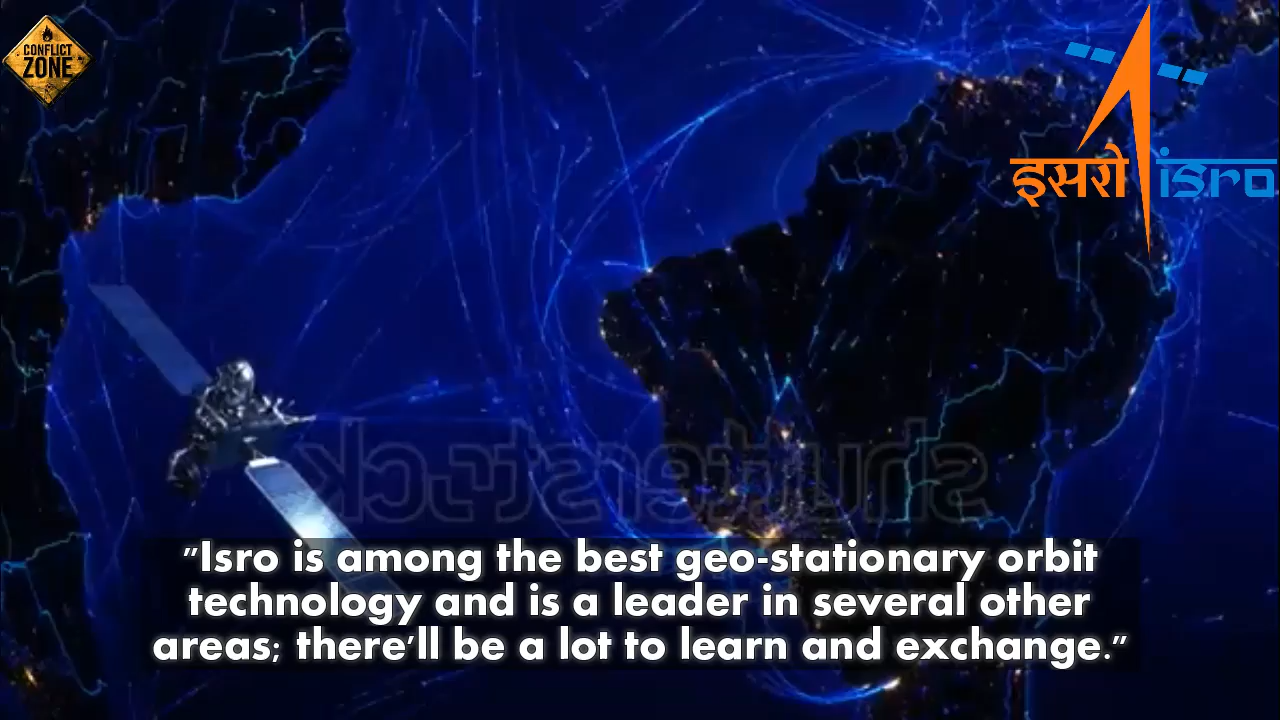 CONFLICT
ZONE
इसरो isro
shutterstock
"Isro is among the best geo-stationary orbit
technology and is a leader in several other
areas; there'll be a lot to learn and exchange."